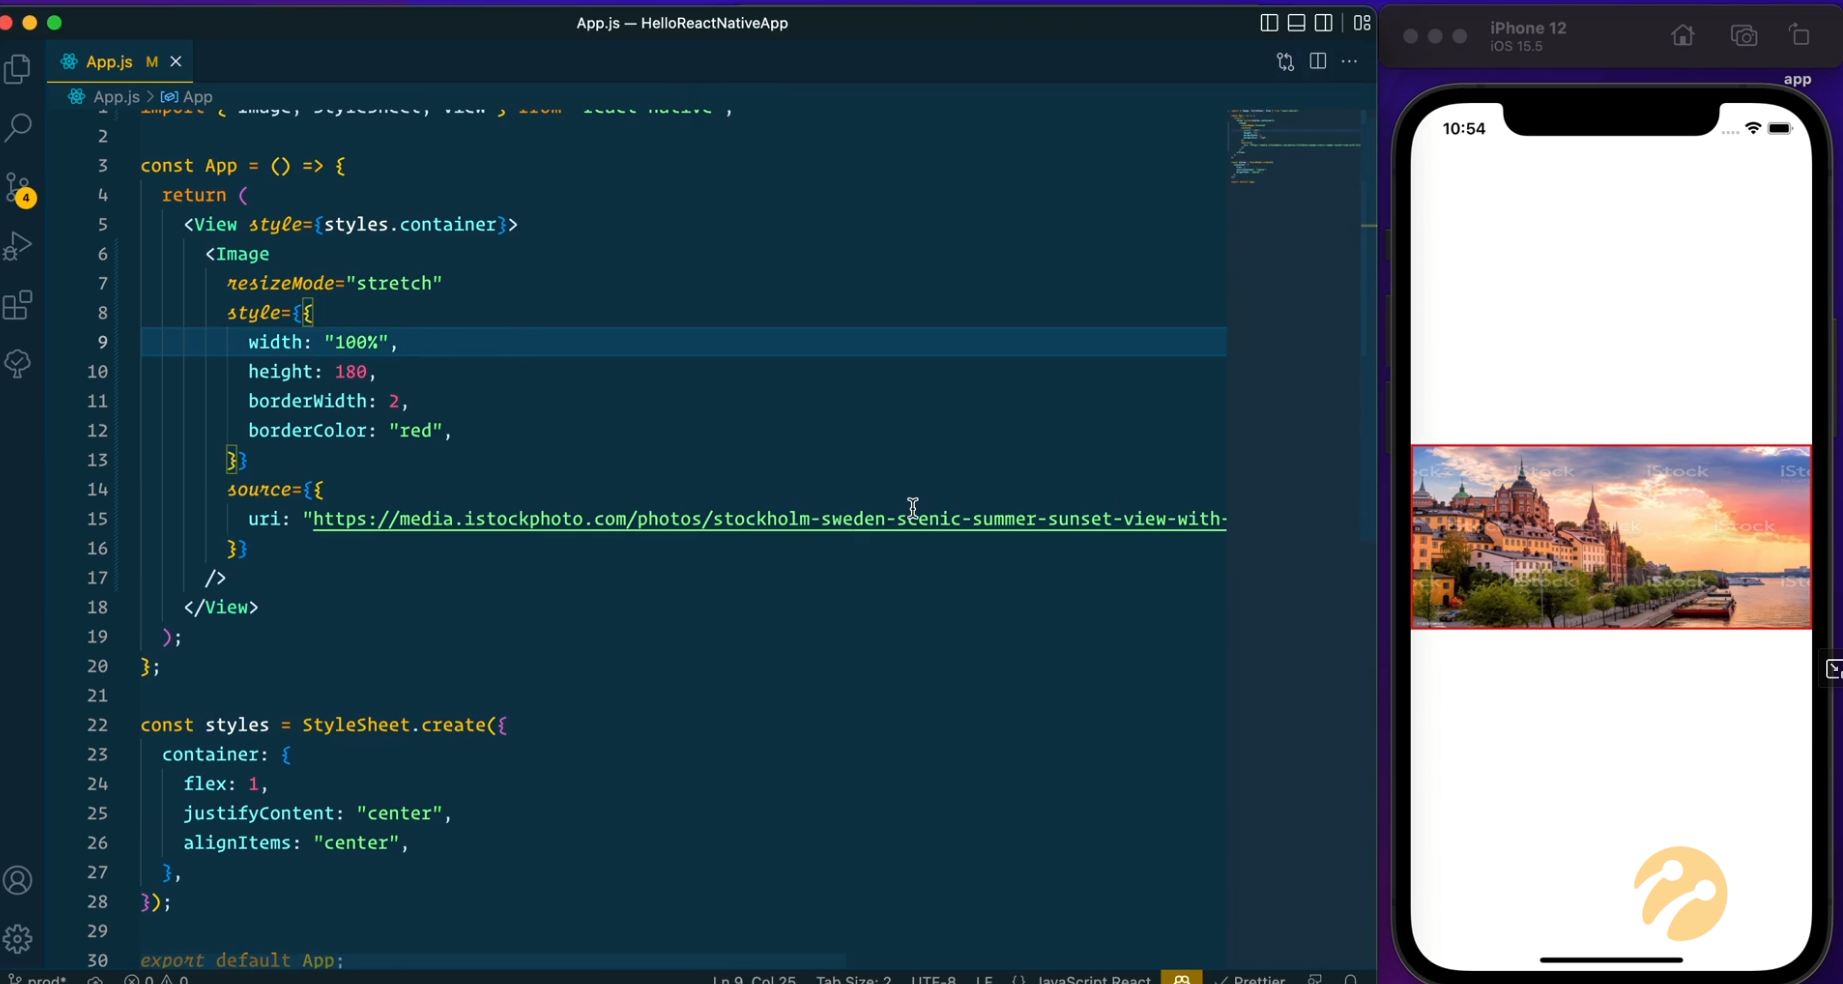 App.js — HelloReactNativeApp
App.js M
App.js > App
1 import { Image, StyleSheet, View } from "react-native";
2
3 const App = () => {
4 return (
5 <View style={styles.container}>
6 <Image
7 resizeMode="stretch"
8 style={{
9 width: "100%",
10 height: 180,
11 borderWidth: 2,
12 borderColor: "red",
13 }}
14 source={{
15 uri: "https://media.istockphoto.com/photos/stockholm-sweden-scenic-summer-sunset-view-with-
16 }}
17 />
18 </View>
19 );
20 };
21
22 const styles = StyleSheet.create({
23 container: {
24 flex: 1,
25 justifyContent: "center",
26 alignItems: "center",
27 },
28 });
29
30 export default App;
4
prod* 0 0 Ln 9, Col 25 Tab Size: 2 UTF-8 LF {} JavaScript React Prettier
iPhone 12
iOS 15.5
app
10:54
iStock iStock iSto
iStock iStock
iStock iStock iSto